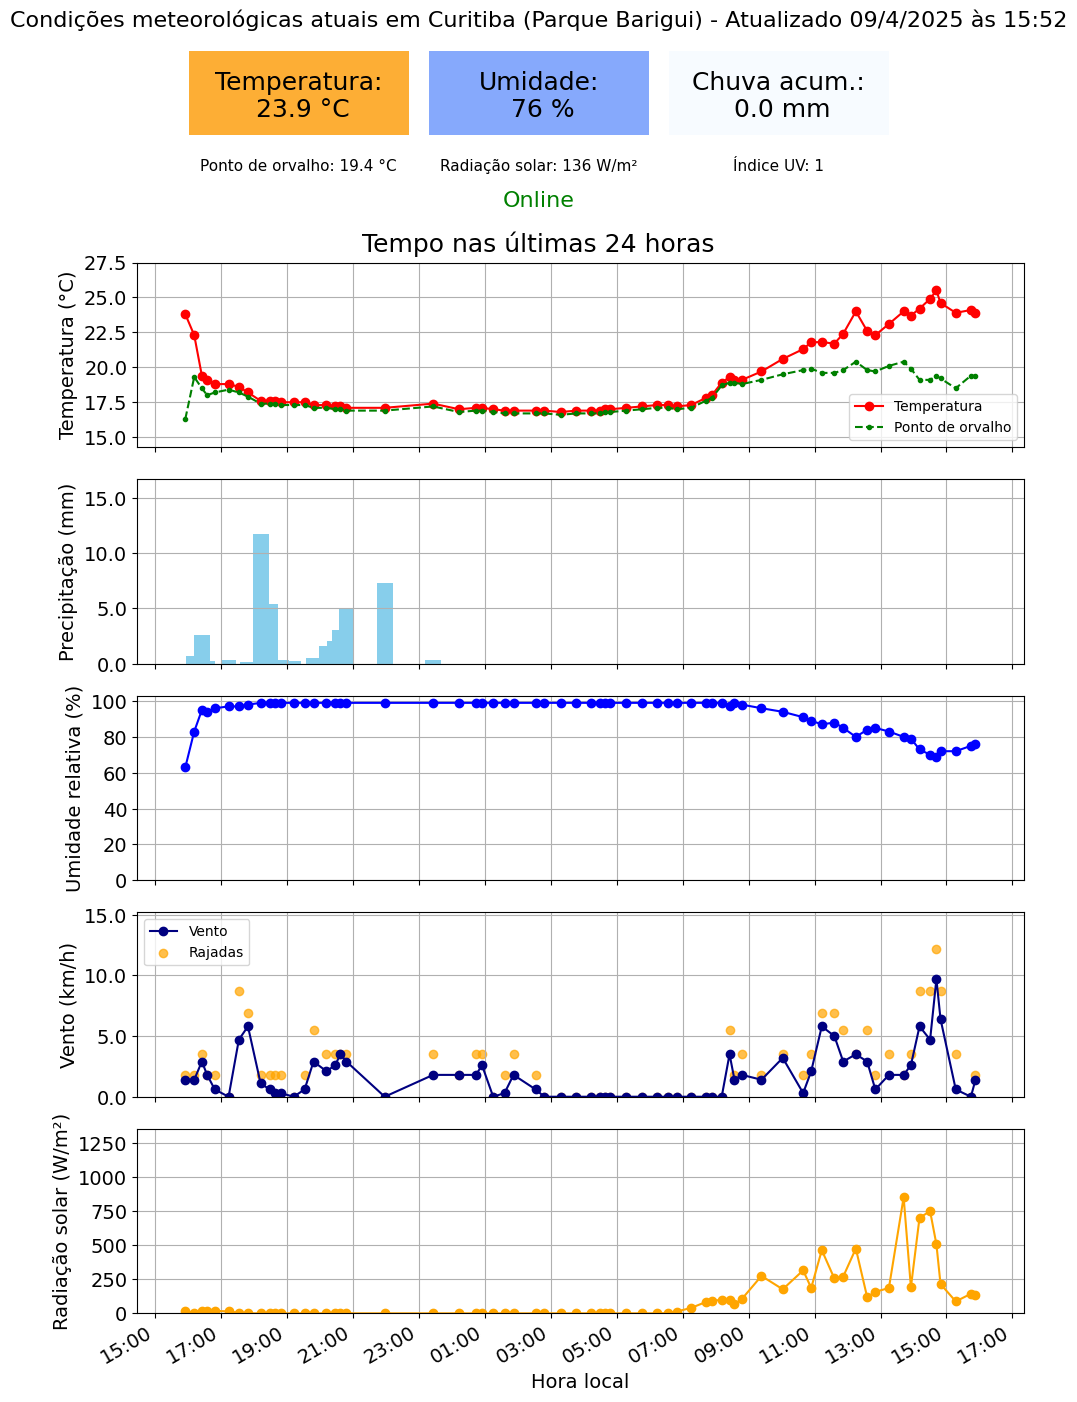 Condições meteorológicas atuais em Curitiba (Parque Barigui) - Atualizado 09/4/2025 às 15:52
Temperatura:
23.9 °C
Umidade:
76 %
Chuva acum.:
0.0 mm
Ponto de orvalho: 19.4 °C
Radiação solar: 136 W/m²
Índice UV: 1
Online
Tempo nas últimas 24 horas
Temperatura (°C)
27.5
25.0
22.5
20.0
17.5
15.0
Temperatura
Ponto de orvalho
Precipitação (mm)
15.0
10.0
5.0
0.0
Umidade relativa (%)
100
80
60
40
20
0
Vento (km/h)
15.0
10.0
5.0
0.0
Vento
Rajadas
Radiação solar (W/m²)
1250
1000
750
500
250
0
15:00
17:00
19:00
21:00
23:00
01:00
03:00
05:00
07:00
09:00
11:00
13:00
15:00
17:00
Hora local